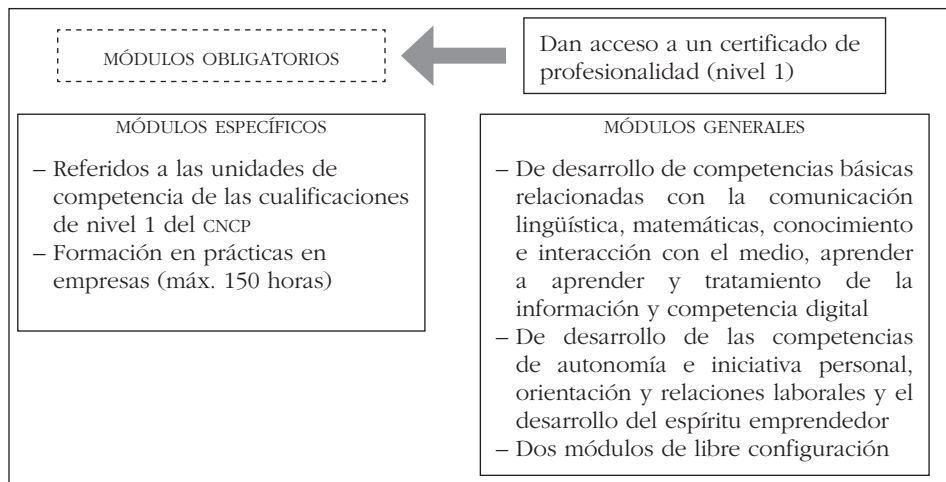 MÓDULOS OBLIGATORIOS
Dan acceso a un certificado de
profesionalidad (nivel 1)
MÓDULOS ESPECÍFICOS
– Referidos a las unidades de
competencia de las cualificaciones
de nivel 1 del CNCP
– Formación en prácticas en
empresas (máx. 150 horas)
MÓDULOS GENERALES
– De desarrollo de competencias básicas
relacionadas con la comunicación
lingüística, matemáticas, conocimiento
e interacción con el medio, aprender
a aprender y tratamiento de la
información y competencia digital
– De desarrollo de las competencias
de autonomía e iniciativa personal,
orientación y relaciones laborales y el
desarrollo del espíritu emprendedor
– Dos módulos de libre configuración